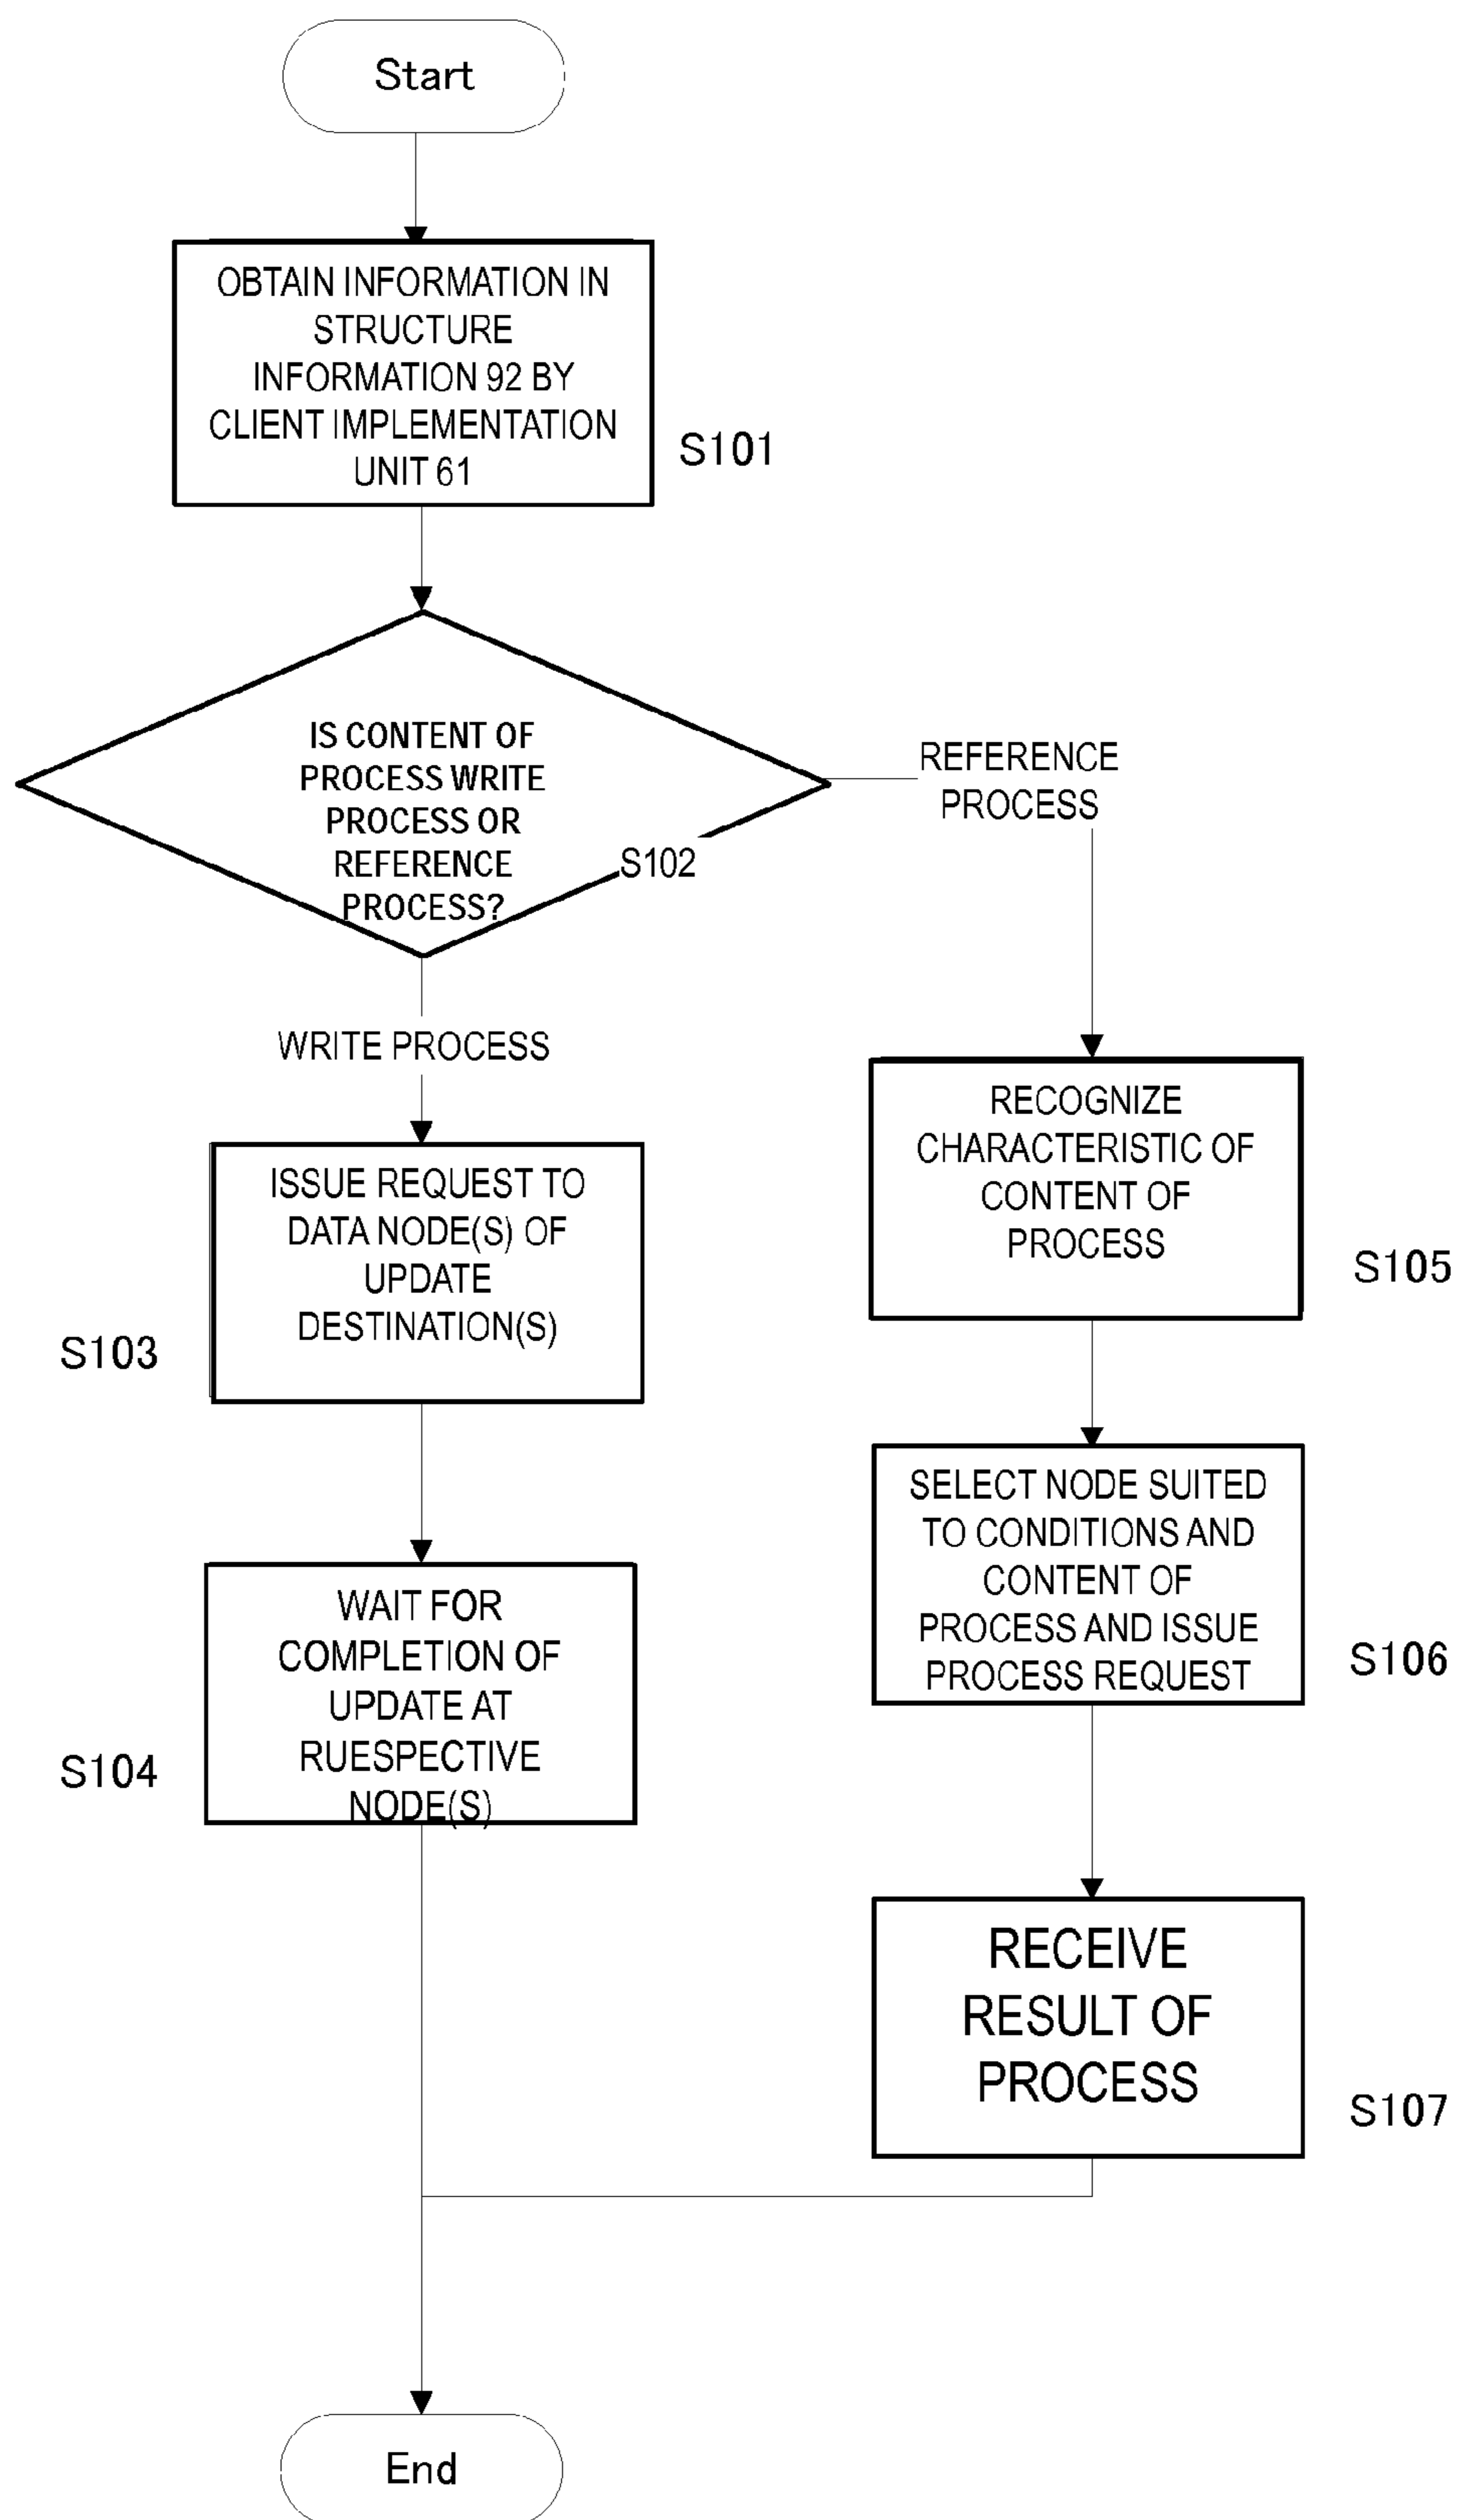 Start
OBTAIN INFORMATION IN
STRUCTURE
INFORMATION 92 BY
CLIENT IMPLEMENTATION
UNIT 61
S101
IS CONTENT OF
PROCESS WRITE
PROCESS OR
REFERENCE
PROCESS?
S102
REFERENCE
PROCESS
WRITE PROCESS
ISSUE REQUEST TO
DATA NODE(S) OF
UPDATE
DESTINATION(S)
S103
WAIT FOR
COMPLETION OF
UPDATE AT
RUESPECTIVE
NODE(S)
S104
RECOGNIZE
CHARACTERISTIC OF
CONTENT OF
PROCESS
S105
SELECT NODE SUITED
TO CONDITIONS AND
CONTENT OF
PROCESS AND ISSUE
PROCESS REQUEST
S106
RECEIVE
RESULT OF
PROCESS
S107
End